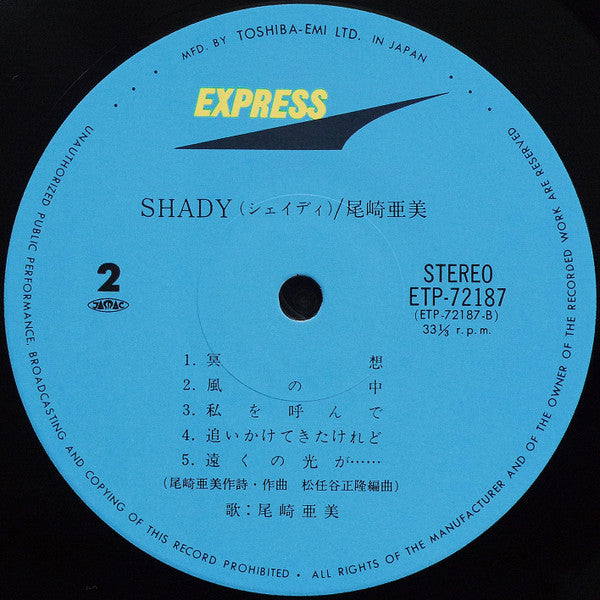 MFD. BY TOSHIBA-EMI LTD. IN JAPAN
EXPRESS
SHADY(シェイディ)/尾崎亜美
2
JASRAC
STEREO
ETP-72187
(ETP-72187-B)
33⅓ r.p.m.
1. 冥想
2. 風の中
3. 私を呼んで
4. 追いかけてきたけれど
5. 遠くの光が……
(尾崎亜美作詩・作曲 松任谷正隆編曲)
歌:尾崎亜美
UNAUTHORIZED PUBLIC PERFORMANCE, BROADCASTING AND COPYING OF THIS RECORD PROHIBITED • ALL RIGHTS OF THE MANUFACTURER AND OF THE OWNER OF THE RECORDED WORK ARE RESERVED